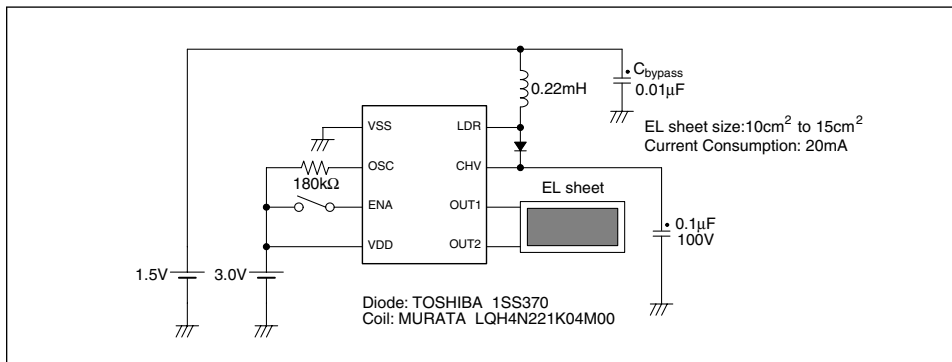 C bypass
0.22mH
0.01μF
VSS
LDR
EL sheet size:10cm² to 15cm²
Current Consumption: 20mA
OSC
CHV
180kΩ
EL sheet
ENA
OUT1
0.1μF
100V
VDD
OUT2
1.5V
3.0V
Diode: TOSHIBA 1SS370
Coil: MURATA LQH4N221K04M00